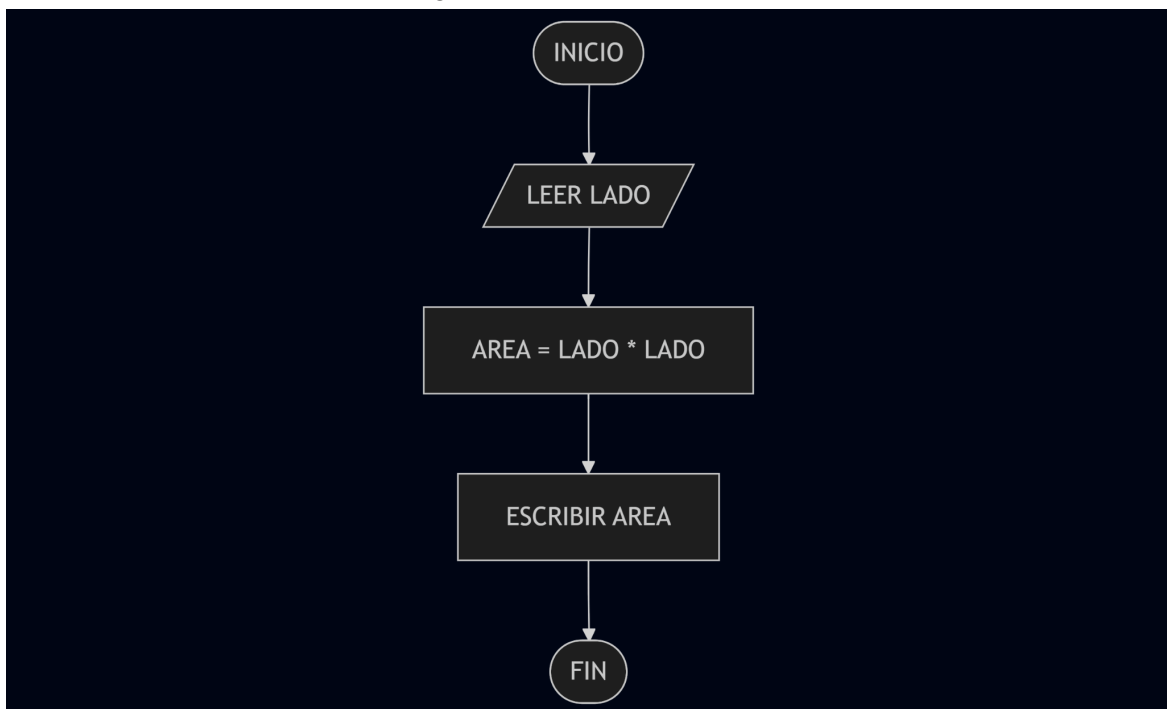 INICIO
LEER LADO
AREA = LADO * LADO
ESCRIBIR AREA
FIN